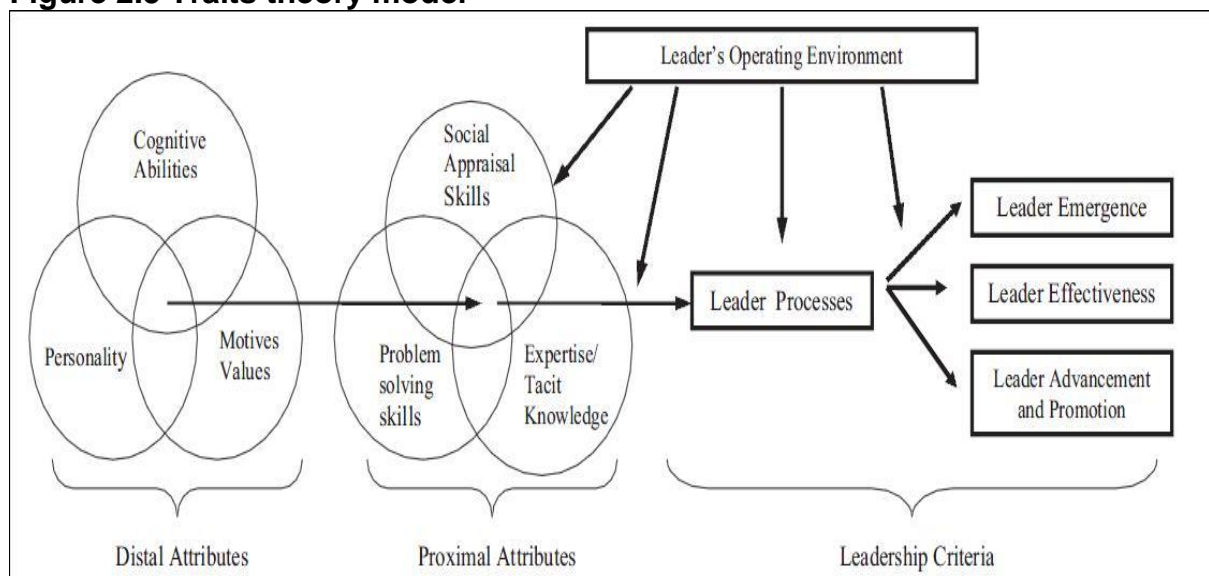 Figure 2.3 Traits theory model
Leader's Operating Environment
Cognitive
Abilities
Personality
Motives
Values
Social
Appraisal
Skills
Problem
solving
skills
Expertise/
Tacit
Knowledge
Leader Processes
Leader Emergence
Leader Effectiveness
Leader Advancement
and Promotion
Distal Attributes
Proximal Attributes
Leadership Criteria